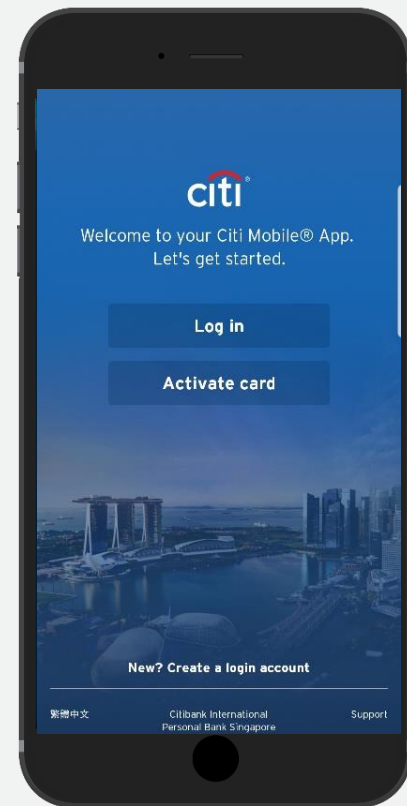 citi®
Welcome to your Citi Mobile® App.
Let's get started.
Log in
Activate card
New? Create a login account
繁體中文
Citibank International
Personal Bank Singapore
Support